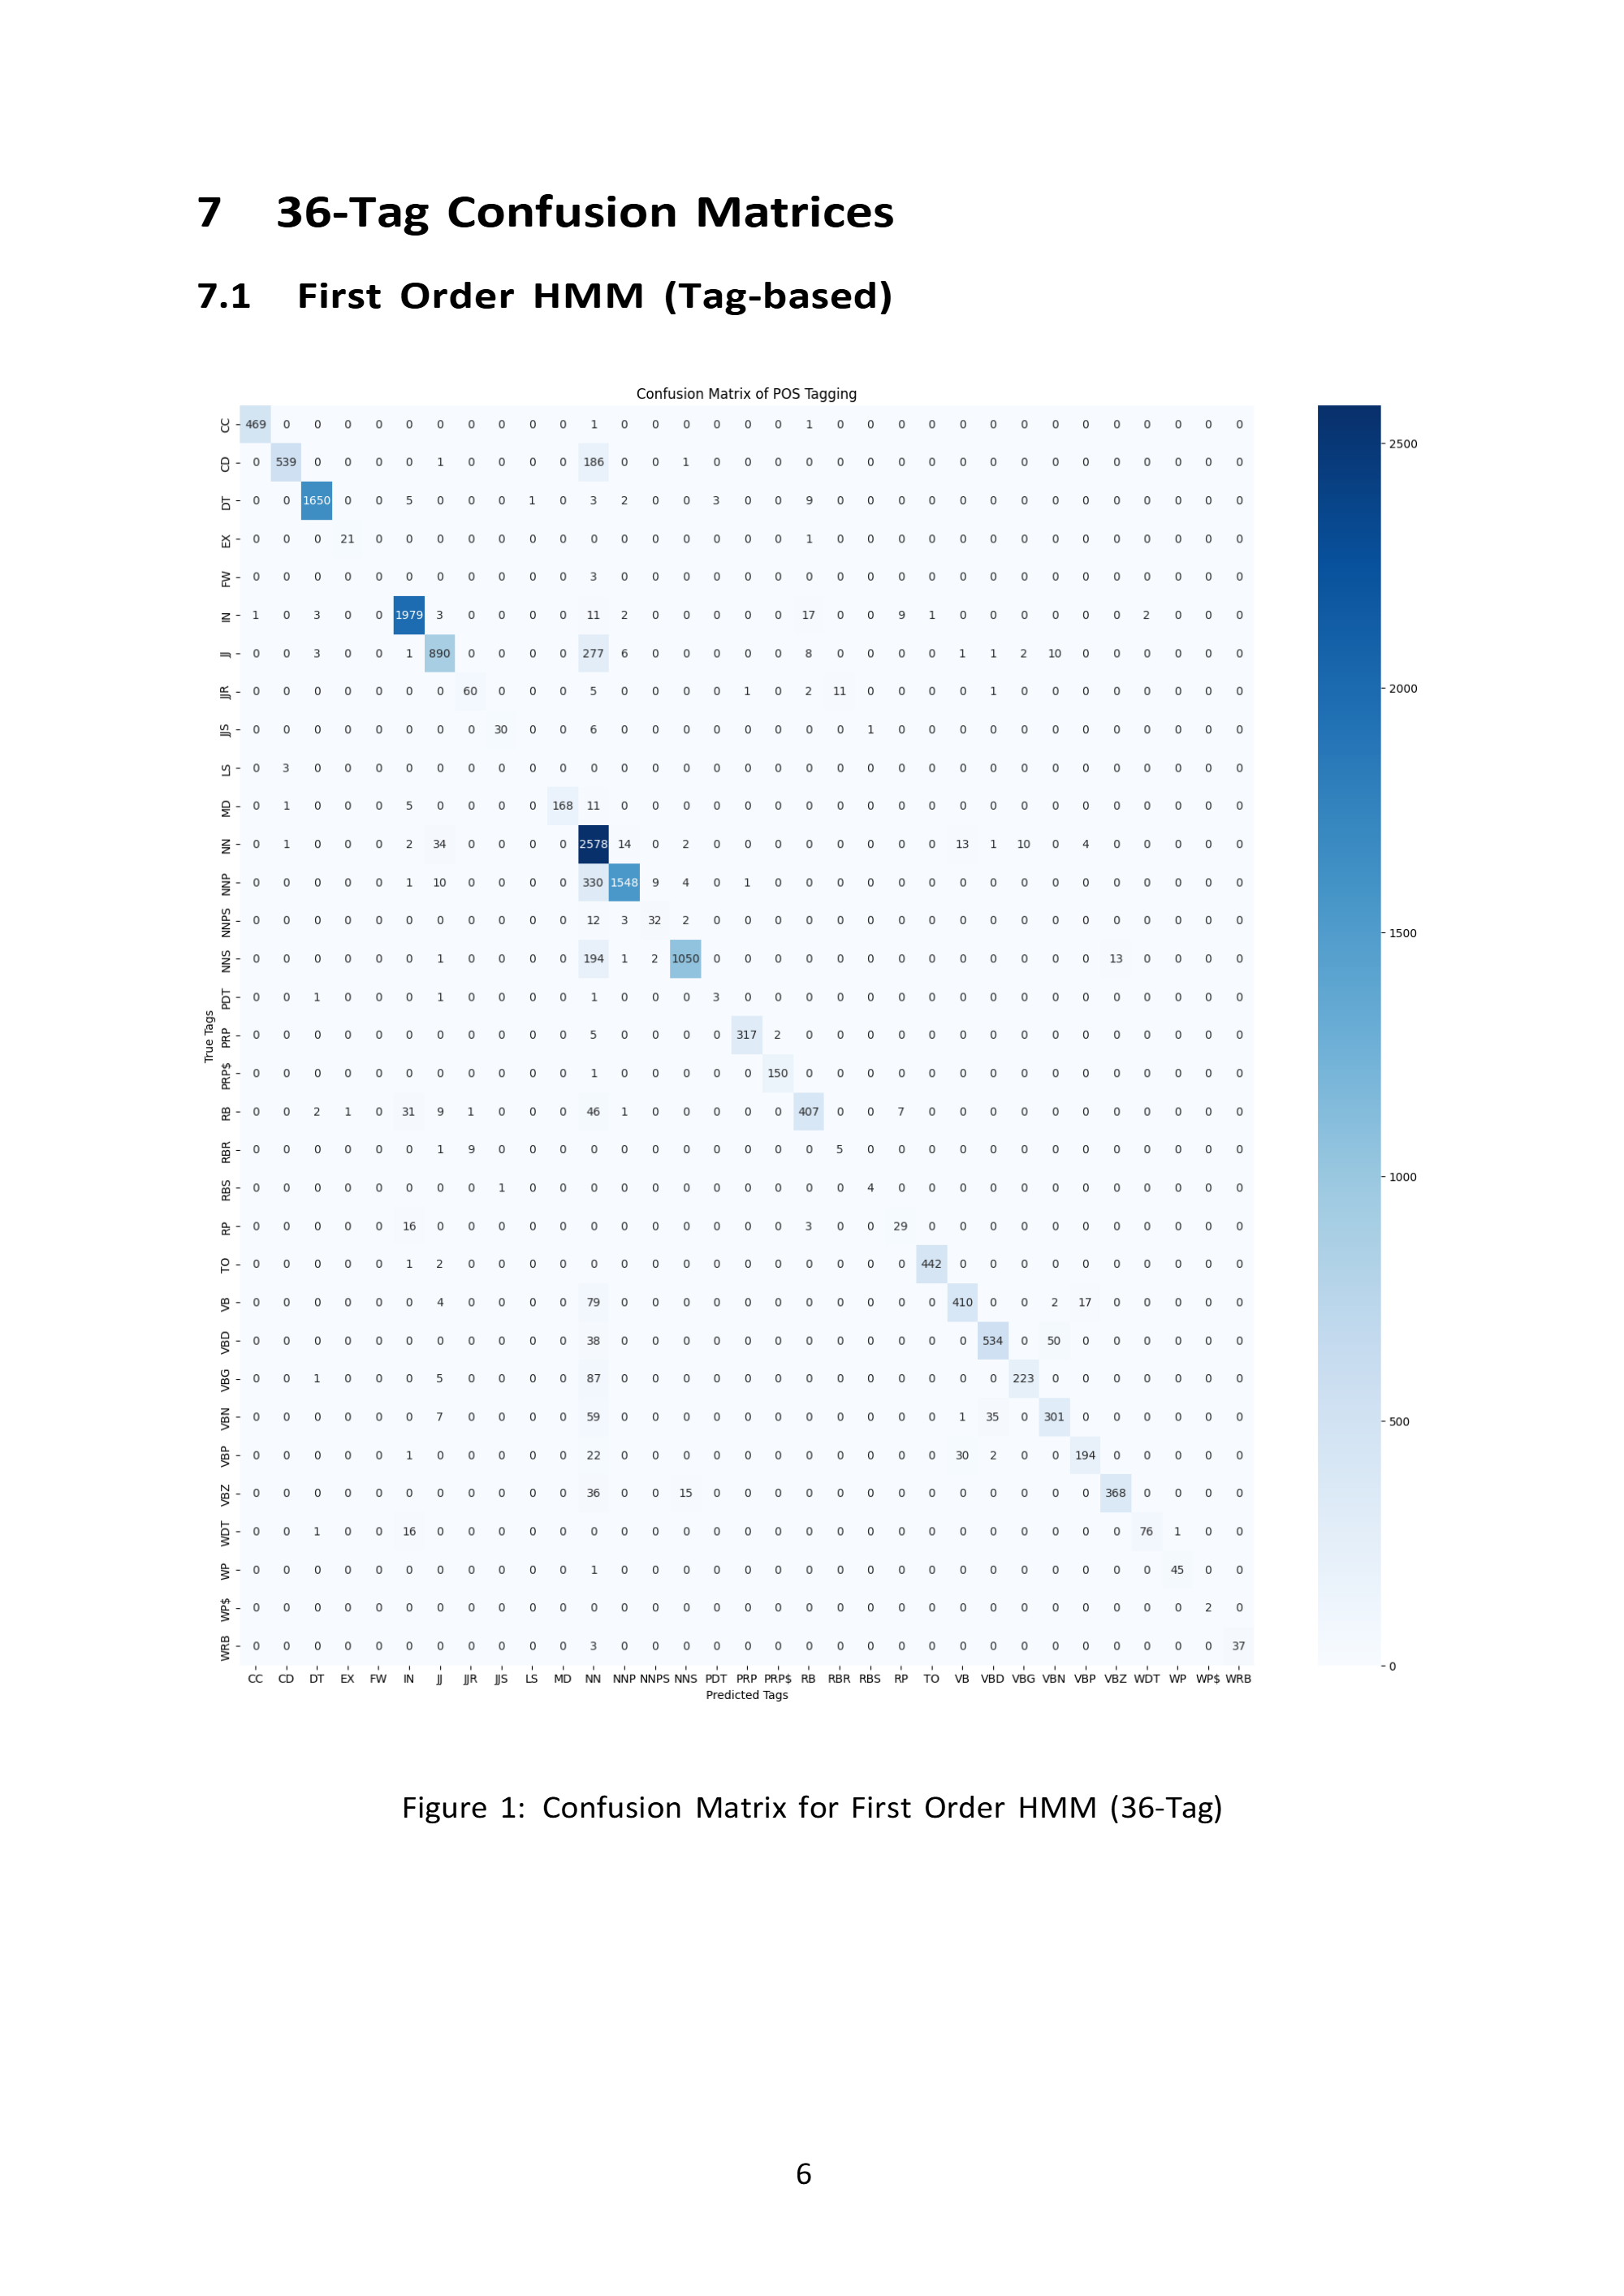 7 36-Tag Confusion Matrices
7.1 First Order HMM (Tag-based)
Confusion Matrix of POS Tagging
CC 469 0 0 0 0 0 0 0 0 0 0 1 0 0 0 0 0 0 1 0 0 0 0 0 0 0 0 0 0 0 0 0 0
CD 0 539 0 0 0 0 1 0 0 0 0 186 0 0 1 0 0 0 0 0 0 0 0 0 0 0 0 0 0 0 0 0 0
DT 0 0 1650 0 0 5 0 0 0 1 0 3 2 0 0 3 0 0 9 0 0 0 0 0 0 0 0 0 0 0 0 0 0
EX 0 0 0 21 0 0 0 0 0 0 0 0 0 0 0 0 0 0 1 0 0 0 0 0 0 0 0 0 0 0 0 0 0
FW 0 0 0 0 0 0 0 0 0 0 0 3 0 0 0 0 0 0 0 0 0 0 0 0 0 0 0 0 0 0 0 0 0
IN 1 0 3 0 0 1979 3 0 0 0 0 11 2 0 0 0 0 0 17 0 0 9 1 0 0 0 0 0 0 2 0 0 0
JJ 0 0 3 0 0 1 890 0 0 0 0 277 6 0 0 0 0 0 8 0 0 0 0 1 1 2 10 0 0 0 0 0 0
JJR 0 0 0 0 0 0 0 60 0 0 0 5 0 0 0 0 1 0 2 11 0 0 0 0 1 0 0 0 0 0 0 0 0
JJS 0 0 0 0 0 0 0 0 30 0 0 6 0 0 0 0 0 0 0 0 1 0 0 0 0 0 0 0 0 0 0 0 0
LS 0 3 0 0 0 0 0 0 0 0 0 0 0 0 0 0 0 0 0 0 0 0 0 0 0 0 0 0 0 0 0 0 0
MD 0 1 0 0 0 5 0 0 0 0 168 11 0 0 0 0 0 0 0 0 0 0 0 0 0 0 0 0 0 0 0 0 0
NN 0 1 0 0 0 2 34 0 0 0 0 2578 14 0 2 0 0 0 0 0 0 0 0 13 1 10 0 4 0 0 0 0 0
NNP 0 0 0 0 0 1 10 0 0 0 0 330 1548 9 4 0 1 0 0 0 0 0 0 0 0 0 0 0 0 0 0 0 0
NNPS 0 0 0 0 0 0 0 0 0 0 0 12 3 32 2 0 0 0 0 0 0 0 0 0 0 0 0 0 0 0 0 0 0
NNS 0 0 0 0 0 0 1 0 0 0 0 194 1 2 1050 0 0 0 0 0 0 0 0 0 0 0 0 0 13 0 0 0 0
PDT 0 0 1 0 0 0 1 0 0 0 0 1 0 0 0 3 0 0 0 0 0 0 0 0 0 0 0 0 0 0 0 0 0
PRP 0 0 0 0 0 0 0 0 0 0 0 5 0 0 0 0 317 2 0 0 0 0 0 0 0 0 0 0 0 0 0 0 0
PRP$ 0 0 0 0 0 0 0 0 0 0 0 1 0 0 0 0 0 150 0 0 0 0 0 0 0 0 0 0 0 0 0 0 0
RB 0 0 2 1 0 31 9 1 0 0 0 46 1 0 0 0 0 0 407 0 0 7 0 0 0 0 0 0 0 0 0 0 0
RBR 0 0 0 0 0 0 1 9 0 0 0 0 0 0 0 0 0 0 0 5 0 0 0 0 0 0 0 0 0 0 0 0 0
RBS 0 0 0 0 0 0 0 0 1 0 0 0 0 0 0 0 0 0 0 0 4 0 0 0 0 0 0 0 0 0 0 0 0
RP 0 0 0 0 0 16 0 0 0 0 0 0 0 0 0 0 0 0 3 0 0 29 0 0 0 0 0 0 0 0 0 0 0
TO 0 0 0 0 0 1 2 0 0 0 0 0 0 0 0 0 0 0 0 0 0 0 442 0 0 0 0 0 0 0 0 0 0
VB 0 0 0 0 0 0 4 0 0 0 0 79 0 0 0 0 0 0 0 0 0 0 0 410 0 0 2 17 0 0 0 0 0
VBD 0 0 0 0 0 0 0 0 0 0 0 38 0 0 0 0 0 0 0 0 0 0 0 0 534 0 50 0 0 0 0 0 0
VBG 0 0 1 0 0 0 5 0 0 0 0 87 0 0 0 0 0 0 0 0 0 0 0 0 0 223 0 0 0 0 0 0 0
VBN 0 0 0 0 0 0 7 0 0 0 0 59 0 0 0 0 0 0 0 0 0 0 0 1 35 0 301 0 0 0 0 0 0
VBP 0 0 0 0 0 1 0 0 0 0 0 22 0 0 0 0 0 0 0 0 0 0 0 30 2 0 0 194 0 0 0 0 0
VBZ 0 0 0 0 0 0 0 0 0 0 0 36 0 0 15 0 0 0 0 0 0 0 0 0 0 0 0 0 368 0 0 0 0
WDT 0 0 1 0 0 16 0 0 0 0 0 0 0 0 0 0 0 0 0 0 0 0 0 0 0 0 0 0 0 76 1 0 0
WP 0 0 0 0 0 0 0 0 0 0 0 1 0 0 0 0 0 0 0 0 0 0 0 0 0 0 0 0 0 0 45 0 0
WP$ 0 0 0 0 0 0 0 0 0 0 0 0 0 0 0 0 0 0 0 0 0 0 0 0 0 0 0 0 0 0 0 2 0
WRB 0 0 0 0 0 0 0 0 0 0 0 3 0 0 0 0 0 0 0 0 0 0 0 0 0 0 0 0 0 0 0 0 37
CC CD DT EX FW IN JJ JJR JJS LS MD NN NNP NNPS NNS PDT PRP PRP$ RB RBR RBS RP TO VB VBD VBG VBN VBP VBZ WDT WP WP$ WRB
Predicted Tags
True Tags
2500
2000
1500
1000
500
0
Figure 1: Confusion Matrix for First Order HMM (36-Tag)
6